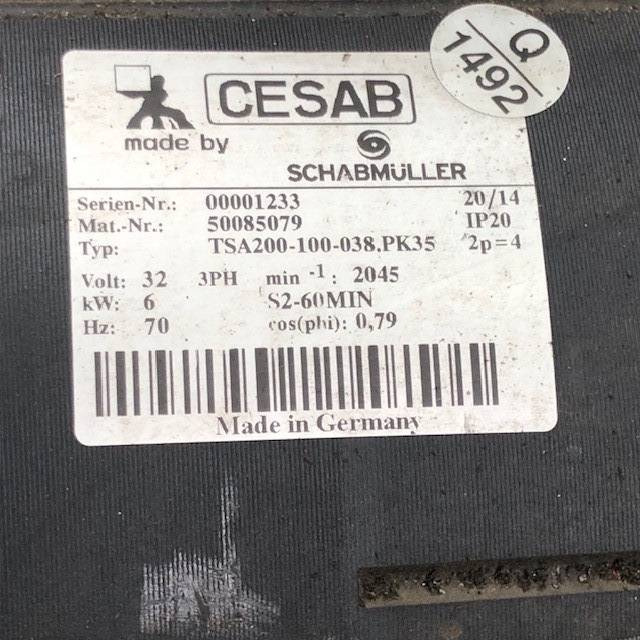 Q
1492
CESAB
made by
SCHABMÜLLER
Serien-Nr.: 00001233 20/14
Mat.-Nr.: 50085079 IP20
Typ: TSA200-100-038,PK35 2p=4
Volt: 32 3PH min -1 : 2045
kW: 6 S2-60MIN
Hz: 70 cos(phi): 0,79
Made in Germany